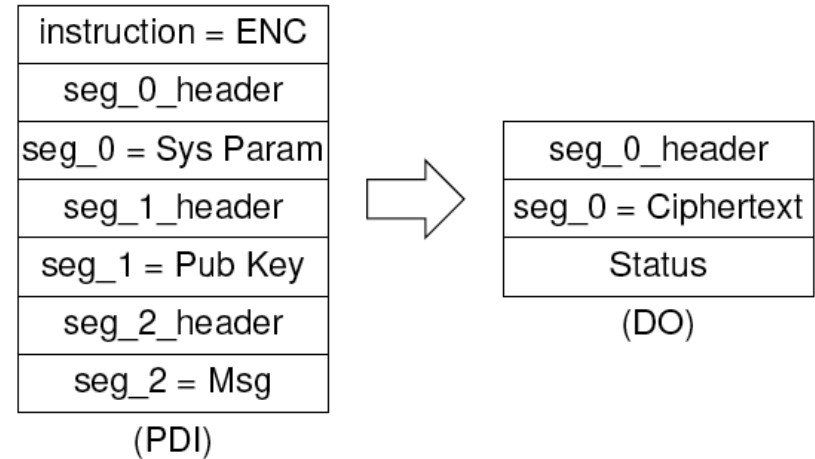 instruction = ENC
seg_0_header
seg_0 = Sys Param
seg_1_header
seg_1 = Pub Key
seg_2_header
seg_2 = Msg
(PDI)
seg_0_header
seg_0 = Ciphertext
Status
(DO)